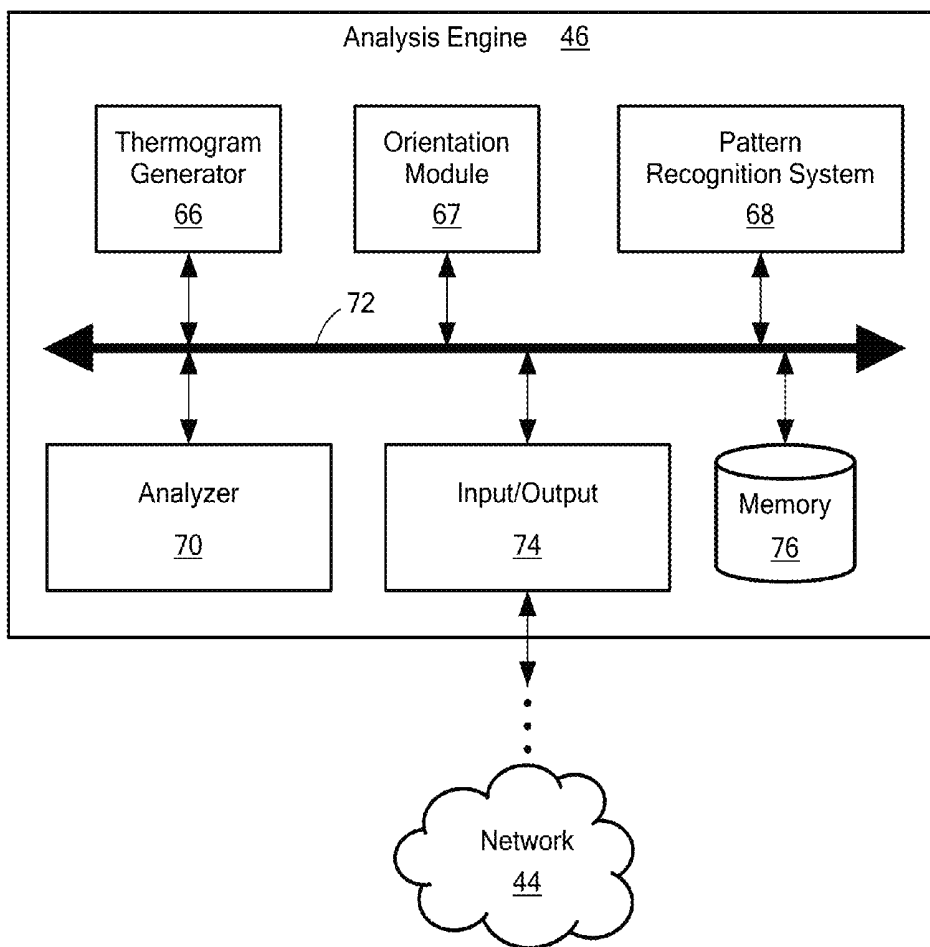 Analysis Engine 46
Thermogram
Generator
66
Orientation
Module
67
Pattern
Recognition System
68
72
Analyzer
70
Input/Output
74
Memory
76
Network
44